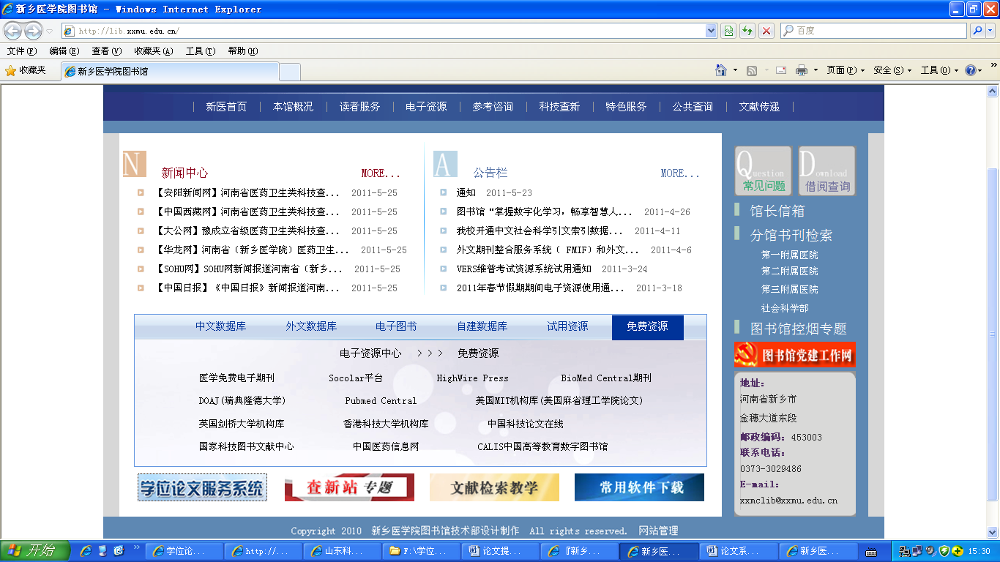 新乡医学院图书馆 - Windows Internet Explorer
http://lib.xxmu.edu.cn/
百度
文件(F) 编辑(E) 查看(V) 收藏夹(A) 工具(T) 帮助(H)
收藏夹 新乡医学院图书馆 页面(P) 安全(S) 工具(O)
新医首页 本馆概况 读者服务 电子资源 参考咨询 科技查新 特色服务 公共查询 文献传递
N 新闻中心 MORE...
【安阳新闻网】河南省医药卫生类科技查... 2011-5-25
【中国西藏网】河南省医药卫生类科技查... 2011-5-25
【大公网】豫成立省级医药卫生类科技查... 2011-5-25
【华龙网】河南省（新乡医学院）医药卫生... 2011-5-25
【SOHU网】SOHU网新闻报道河南省（新乡... 2011-5-25
【中国日报】《中国日报》新闻报道河南... 2011-5-25
A 公告栏 MORE...
通知 2011-5-23
图书馆“掌握数字化学习，畅享智慧人... 2011-4-26
我校开通中文社会科学引文索引数据... 2011-4-11
外文期刊整合服务系统（ FMIF）和外文... 2011-4-6
VERS维普考试资源系统试用通知 2011-3-24
2011年春节假期期间电子资源使用通... 2011-3-18
中文数据库 外文数据库 电子图书 自建数据库 试用资源 免费资源
电子资源中心 >>> 免费资源
医学免费电子期刊 Socolar平台 HighWire Press BioMed Central期刊
DOAJ(瑞典隆德大学) Pubmed Central 美国MIT机构库(美国麻省理工学院论文)
英国剑桥大学机构库 香港科技大学机构库 中国科技论文在线
国家科技图书文献中心 中国医药信息网 CALIS中国高等教育数字图书馆
学位论文服务系统 查新站 专题 文献检索教学 常用软件下载
Question 常见问题
Download 借阅查询
馆长信箱
分馆书刊检索
第一附属医院
第二附属医院
第三附属医院
社会科学部
图书馆控烟专题
图书馆党建工作网
地址：
河南省新乡市
金穗大道东段
邮政编码：453003
联系电话：
0373-3029486
E-mail：
xxmclib@xxmu.edu.cn
Copyright 2010 新乡医学院图书馆技术部设计制作 All rights reserved. 网站管理
开始 学位论... http://... 山东科... F:\学位... 论文提... 『新乡... 新乡医... 论文系... 新乡医... 15:30